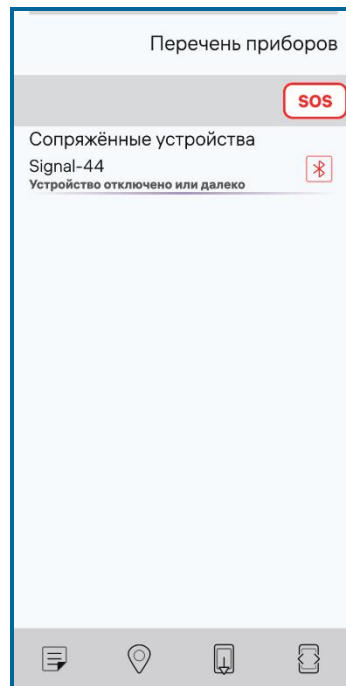 Перечень приборов
SOS
Сопряжённые устройства
Signal-44
Устройство отключено или далеко